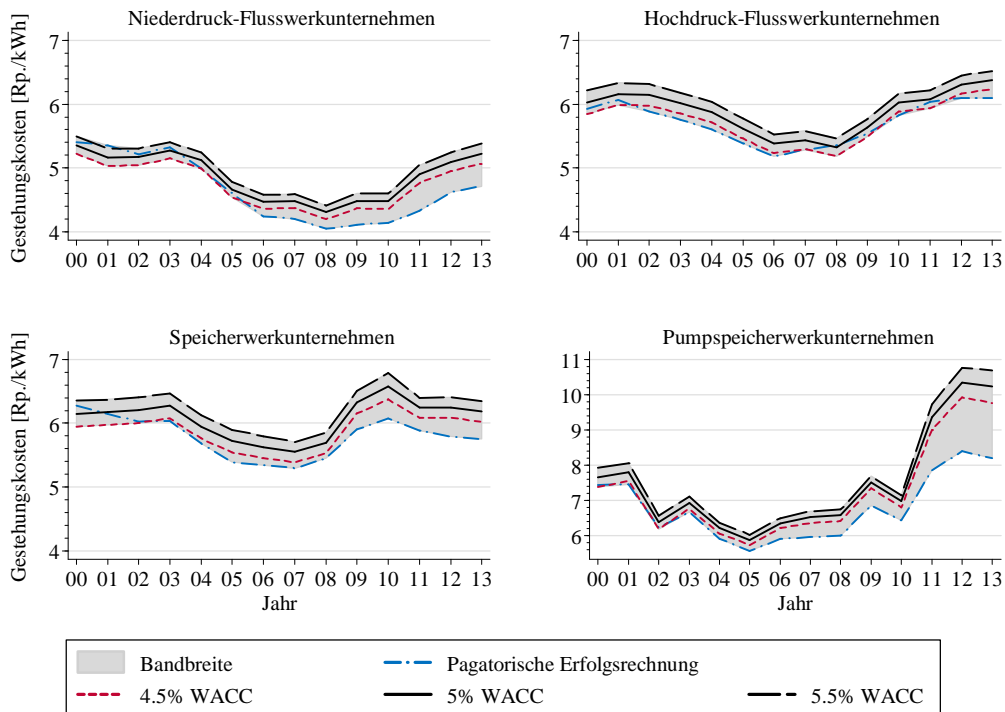 Niederdruck-Flusswerkunternehmen
Gestehungskosten [Rp./kWh]
7
6
5
4
00 01 02 03 04 05 06 07 08 09 10 11 12 13
Hochdruck-Flusswerkunternehmen
7
6
5
4
00 01 02 03 04 05 06 07 08 09 10 11 12 13
Speicherwerkunternehmen
Gestehungskosten [Rp./kWh]
7
6
5
4
00 01 02 03 04 05 06 07 08 09 10 11 12 13
Jahr
Pumpspeicherwerkunternehmen
11
10
9
8
7
6
00 01 02 03 04 05 06 07 08 09 10 11 12 13
Jahr
Bandbreite Pagatorische Erfolgsrechnung
4.5% WACC 5% WACC 5.5% WACC